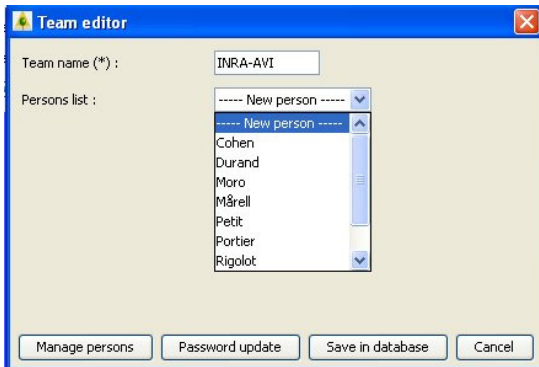 Team editor
Team name (*) : INRA-AVI
Persons list : ----- New person -----
----- New person -----
Cohen
Durand
Moro
Mårell
Petit
Portier
Rigolot
Manage persons Password update Save in database Cancel